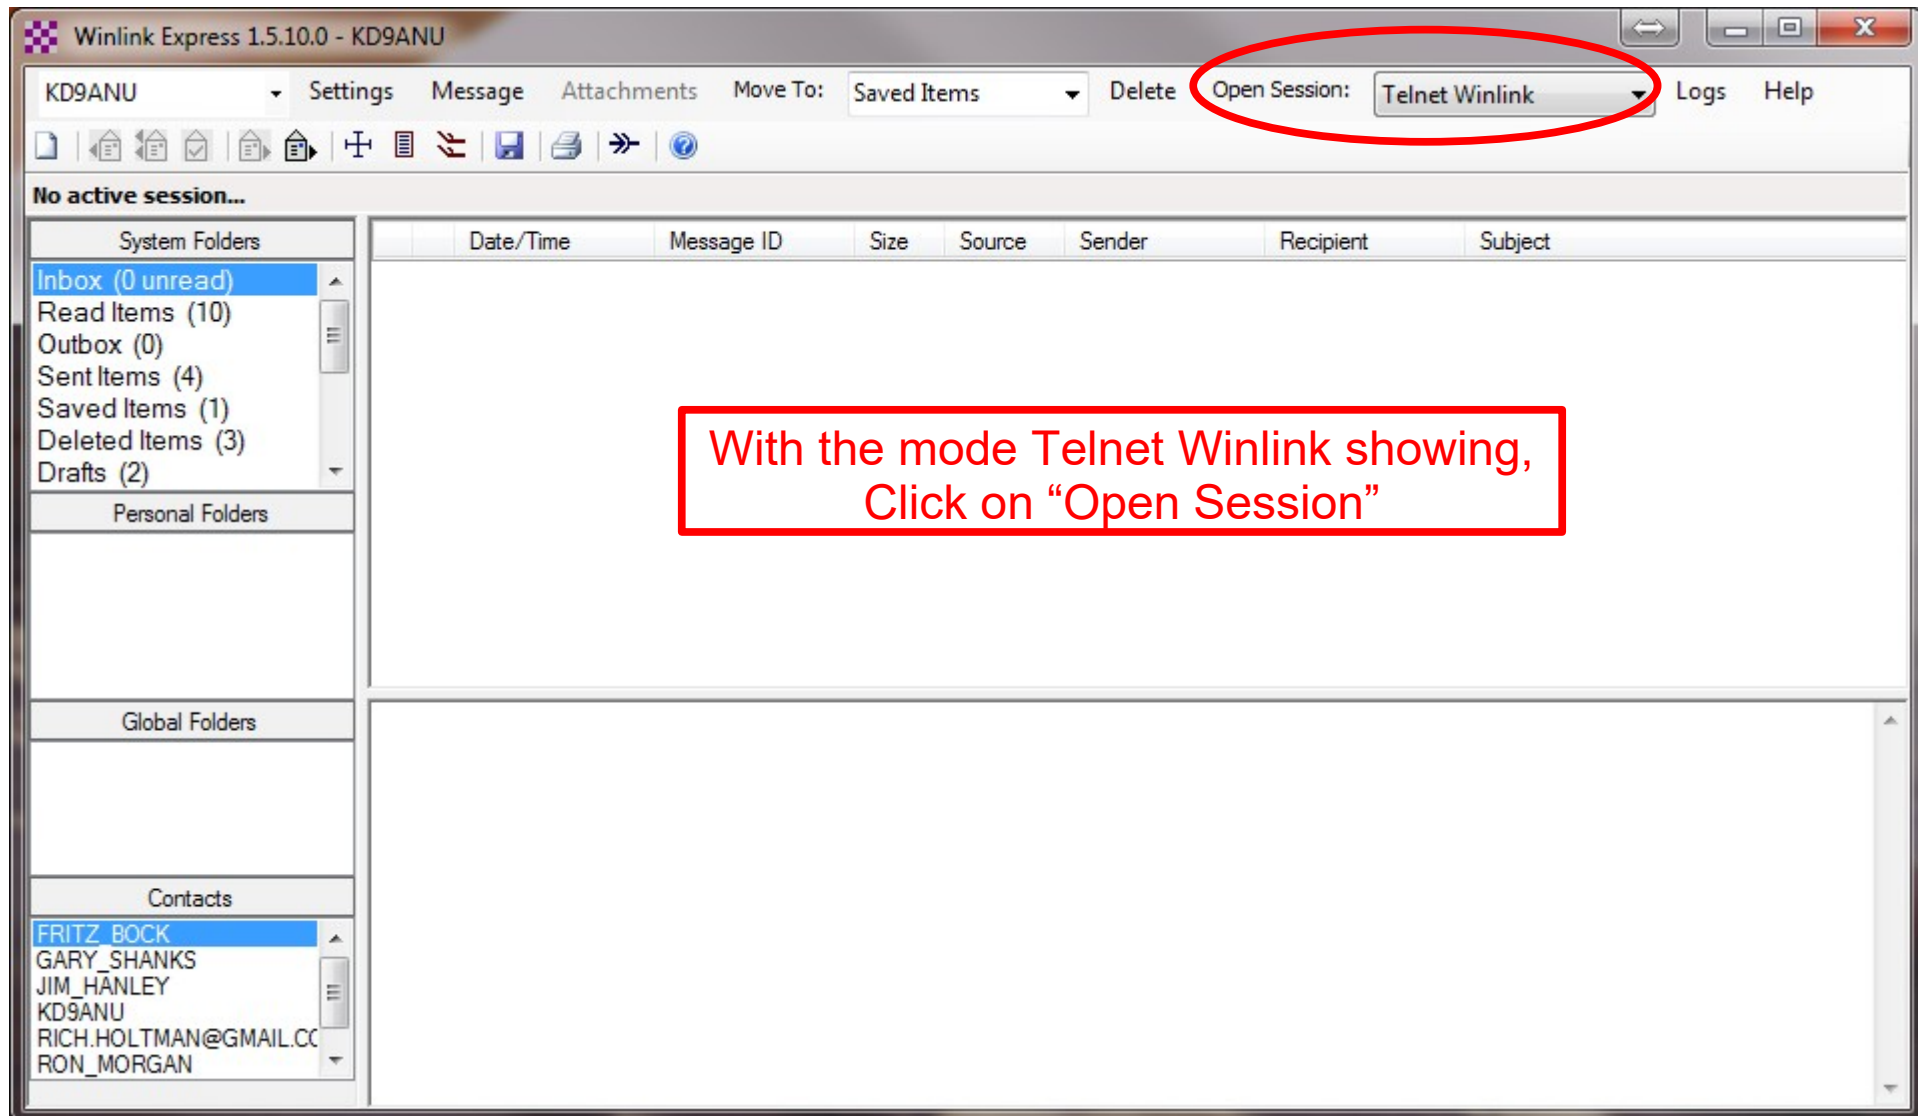 Winlink Express 1.5.10.0 - KD9ANU
KD9ANU Settings Message Attachments Move To: Saved Items Delete Open Session: Telnet Winlink Logs Help
No active session...
System Folders
Date/Time Message ID Size Source Sender Recipient Subject
Inbox (0 unread)
Read Items (10)
Outbox (0)
Sent Items (4)
Saved Items (1)
Deleted Items (3)
Drafts (2)
With the mode Telnet Winlink showing,
Click on “Open Session”
Personal Folders
Global Folders
Contacts
FRITZ_BOCK
GARY_SHANKS
JIM_HANLEY
KD9ANU
RICH.HOLTMAN@GMAIL.CO
RON_MORGAN